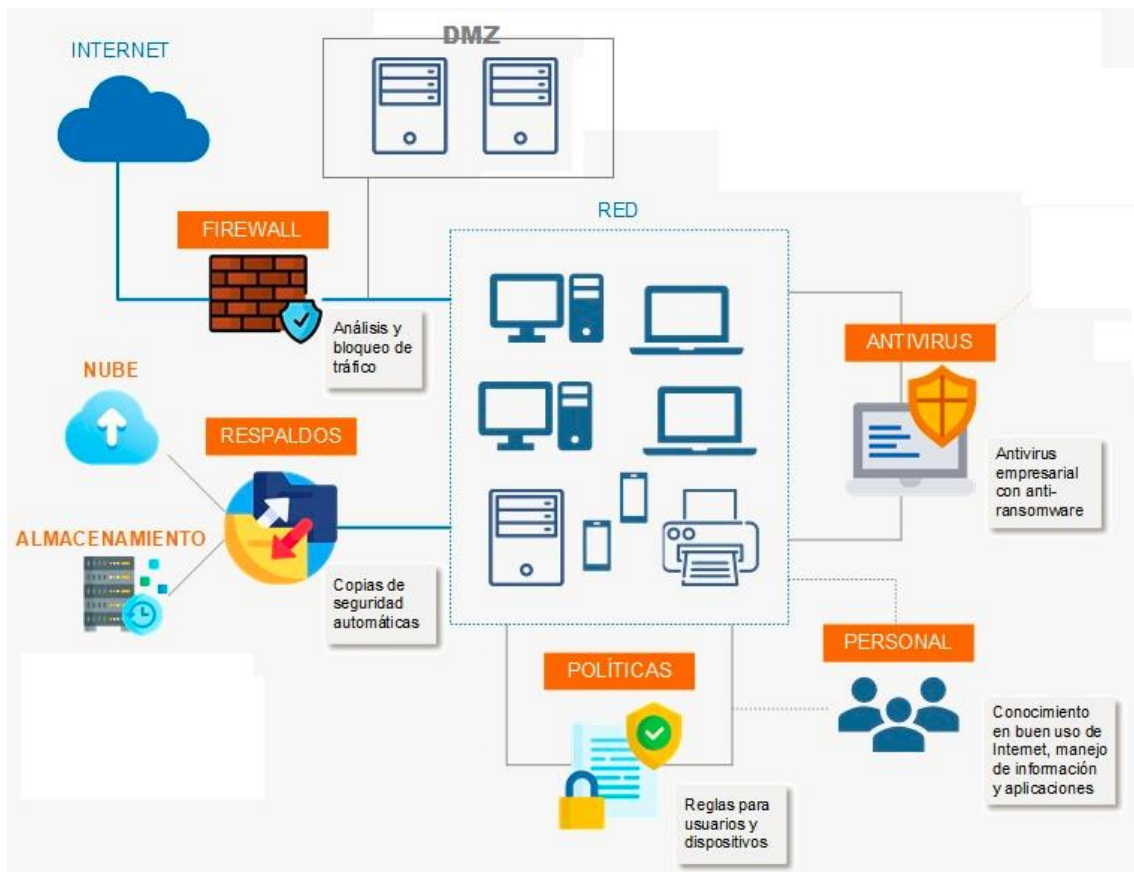 DMZ
INTERNET
RED
FIREWALL
Análisis y
bloqueo de
tráfico
ANTIVIRUS
NUBE
RESPALDOS
Antivirus
empresarial
con anti-
ransomware
ALMACENAMIENTO
Copias de
seguridad
automáticas
PERSONAL
POLÍTICAS
Conocimiento
en buen uso de
Internet, manejo
de información
y aplicaciones
Reglas para
usuarios y
dispositivos